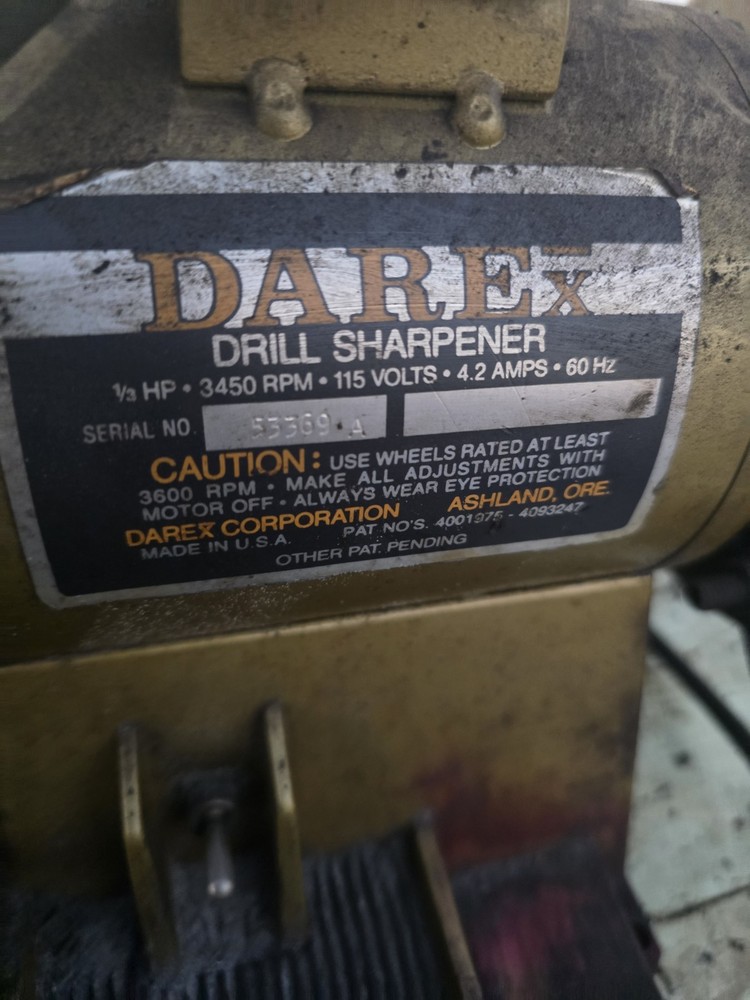 DAREX
DRILL SHARPENER
1/3 HP • 3450 RPM • 115 VOLTS • 4.2 AMPS • 60 Hz
SERIAL NO. 53369 A
CAUTION: USE WHEELS RATED AT LEAST
3600 RPM • MAKE ALL ADJUSTMENTS WITH
MOTOR OFF • ALWAYS WEAR EYE PROTECTION
DAREX CORPORATION ASHLAND, ORE.
MADE IN U.S.A. PAT NO'S. 4001975 - 4093247
OTHER PAT. PENDING